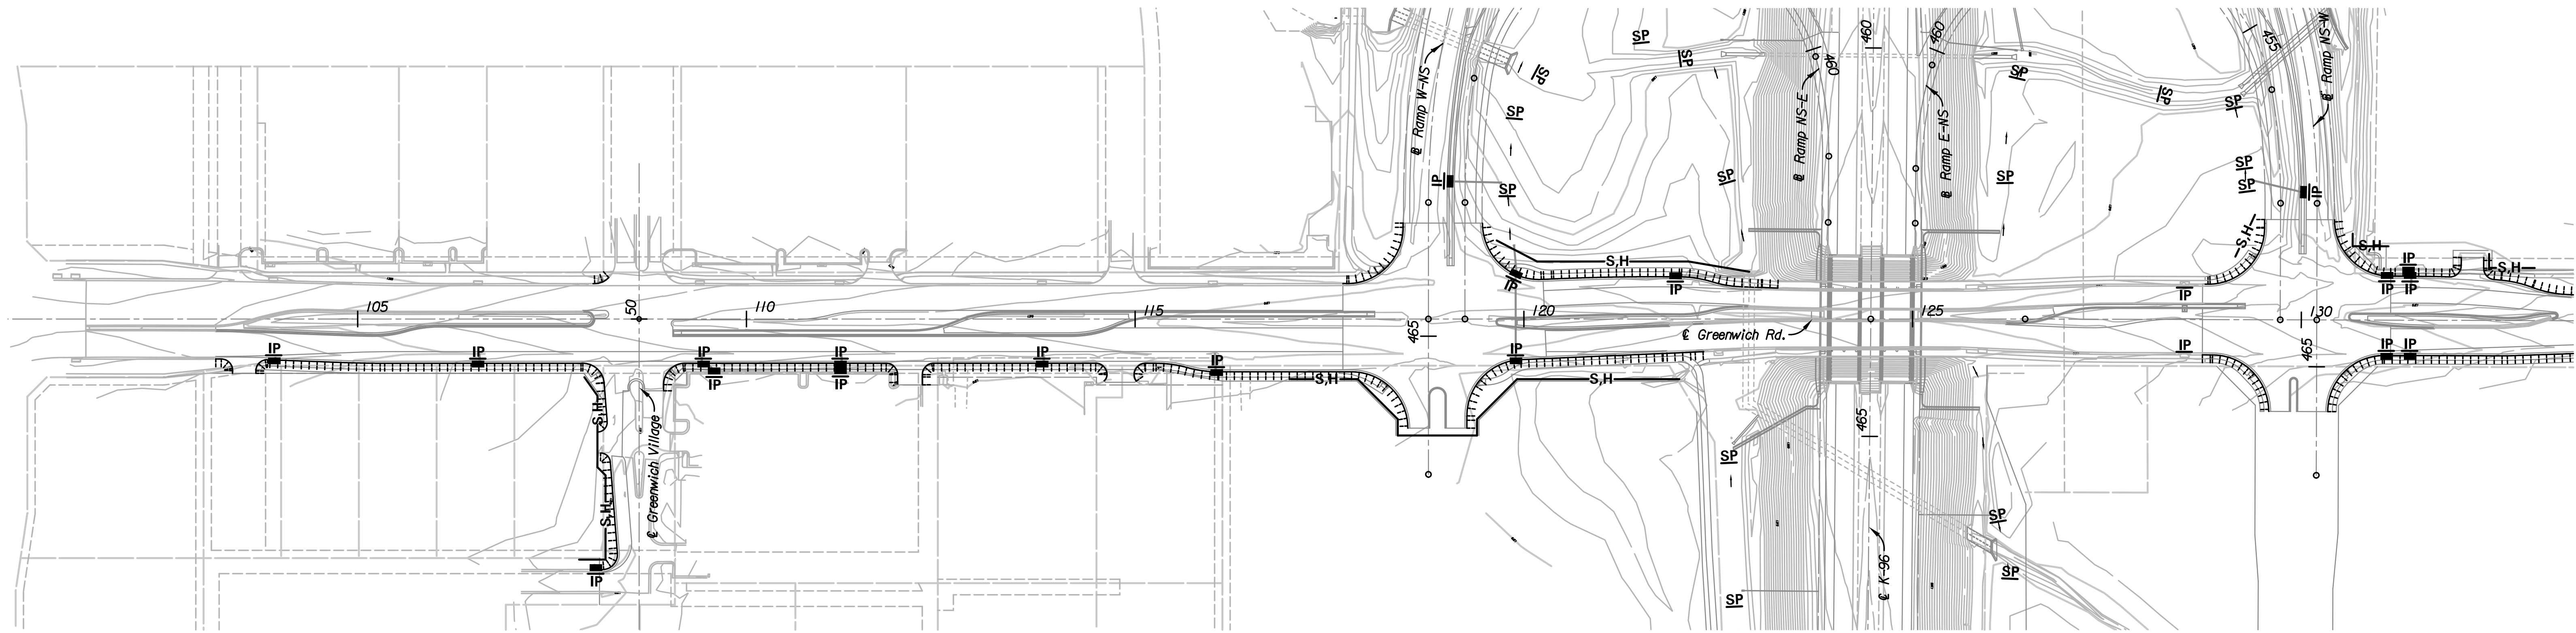 SP
SP
SP
SP
SP
SP
SP
SP
SP
SP
SP
SP
SP
460
460
460
455
℄ Ramp W-NS
℄ Ramp NS-E
℄ Ramp E-NS
℄ Ramp NS-W
IP
IP
S,H
S,H
S,H
S,H
IP
IP
IP
IP
IP
IP
105
50
110
115
465
120
℄ Greenwich Rd.
125
130
465
IP
IP
IP
IP
IP
IP
IP
IP
IP
IP
IP
IP
S,H
S,H
S,H
S,H
℄ Greenwich Village
IP
465
℄ K-96
SP
SP
SP
SP